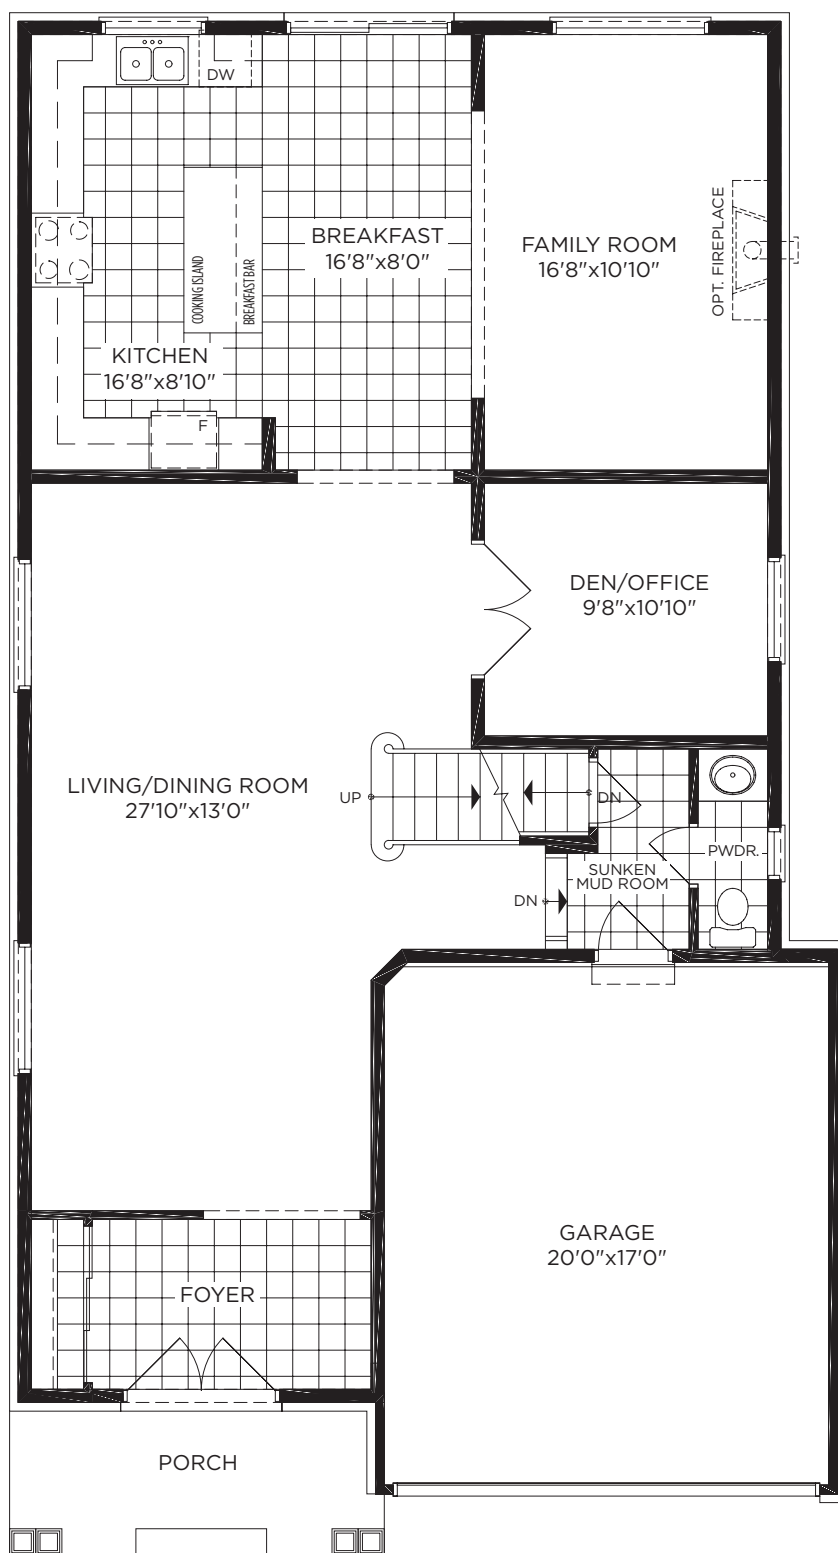 DW
BREAKFAST
16'8"x8'0"
FAMILY ROOM
16'8"x10'10"
OPT. FIREPLACE
COOKING ISLAND
BREAKFAST BAR
KITCHEN
16'8"x8'10"
F
DEN/OFFICE
9'8"x10'10"
LIVING/DINING ROOM
27'10"x13'0"
UP
DN
PWDR.
SUNKEN
MUD ROOM
DN
GARAGE
20'0"x17'0"
FOYER
PORCH